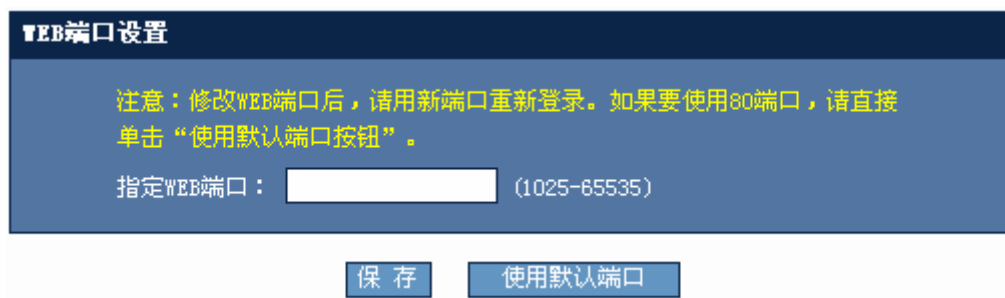 WEB端口设置
注意：修改WEB端口后，请用新端口重新登录。如果要使用80端口，请直接
单击“使用默认端口按钮”。
指定WEB端口： (1025-65535)
保 存 使用默认端口